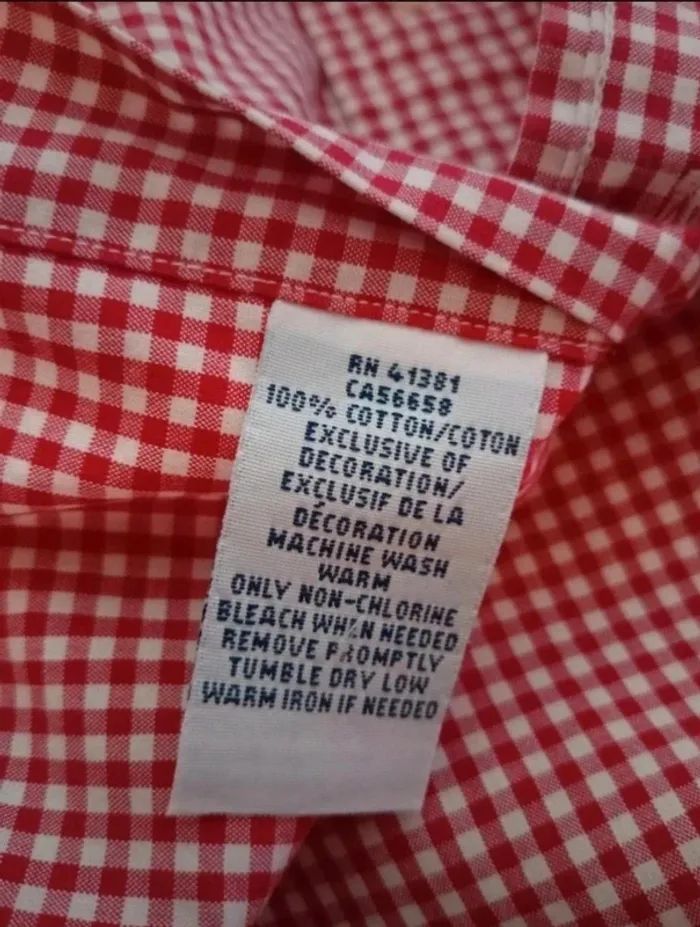 RN 41381
CA56658
100% COTTON/COTON
EXCLUSIVE OF
DECORATION/
EXCLUSIF DE LA
DÉCORATION
MACHINE WASH
WARM
ONLY NON-CHLORINE
BLEACH WHEN NEEDED
REMOVE PROMPTLY
TUMBLE DRY LOW
WARM IRON IF NEEDED